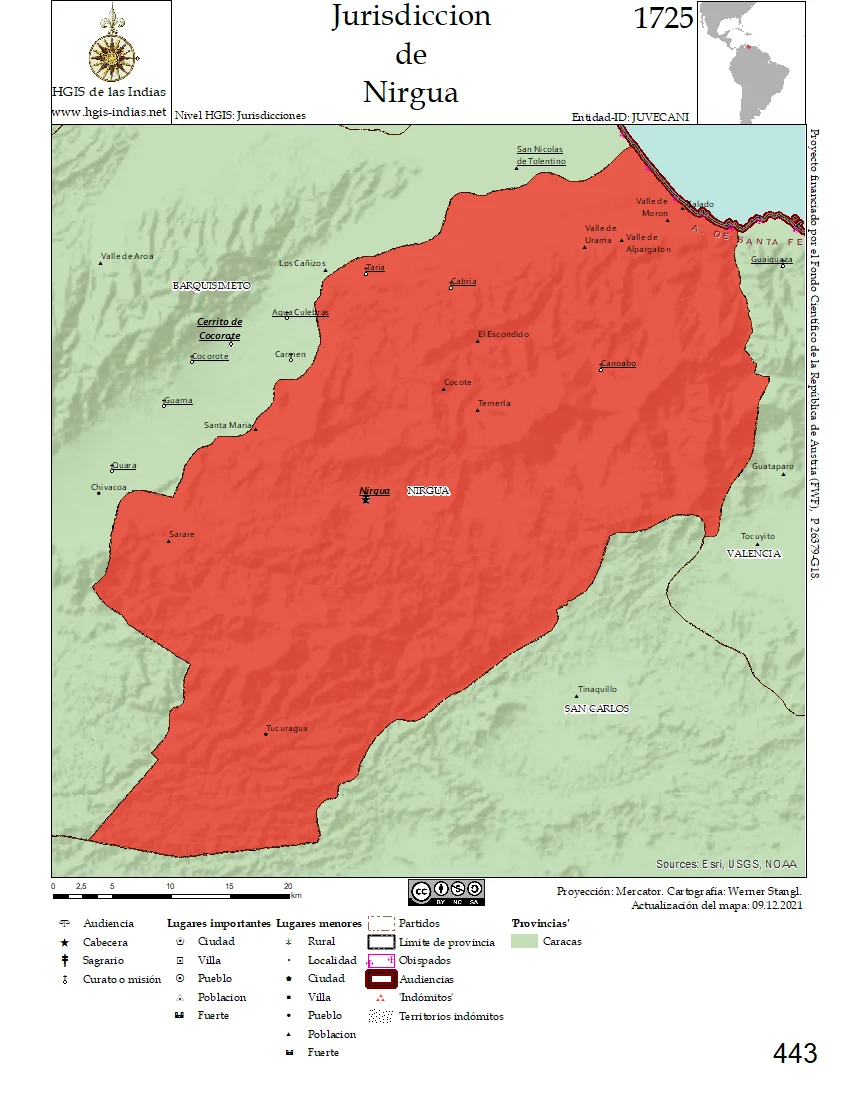 Jurisdiccion
de
Nirgua
1725
HGIS de las Indias
www.hgis-indias.net
Nivel HGIS: Jurisdicciones
Entidad-ID: JUVECANI
Proyecto financiado por el Fondo Científico de la República de Austria (FWF), P 26379-G18.
San Nicolas
de Tolentino
Valle de
Moron
Salado
A. DE SANTA FE
Valle de
Urama
Valle de
Alpargaton
Guaiguaza
Valle de Aroa
Los Cañizos
Taria
Cabria
BARQUISIMETO
Agua Culebras
Cerrito de
Cocorote
El Escondido
Cocorote
Carmen
Canoabo
Cocote
Guama
Temerla
Santa Maria
Quara
Guataparo
Chivacoa
Nirgua
NIRGUA
Sarare
Tocuyito
VALENCIA
Tinaquillo
SAN CARLOS
Tucuragua
Sources: Esri, USGS, NOAA
0 2,5 5 10 15 20
km
CC BY NC SA
Proyección: Mercator. Cartografía: Werner Stangl.
Actualización del mapa: 09.12.2021
Audiencia
Cabecera
Sagrario
Curato o misión
Lugares importantes
Ciudad
Villa
Pueblo
Poblacion
Fuerte
Lugares menores
Rural
Localidad
Ciudad
Villa
Pueblo
Poblacion
Fuerte
Partidos
Límite de provincia
Obispados
Audiencias
'Indómitos'
Territorios indómitos
'Provincias'
Caracas
443